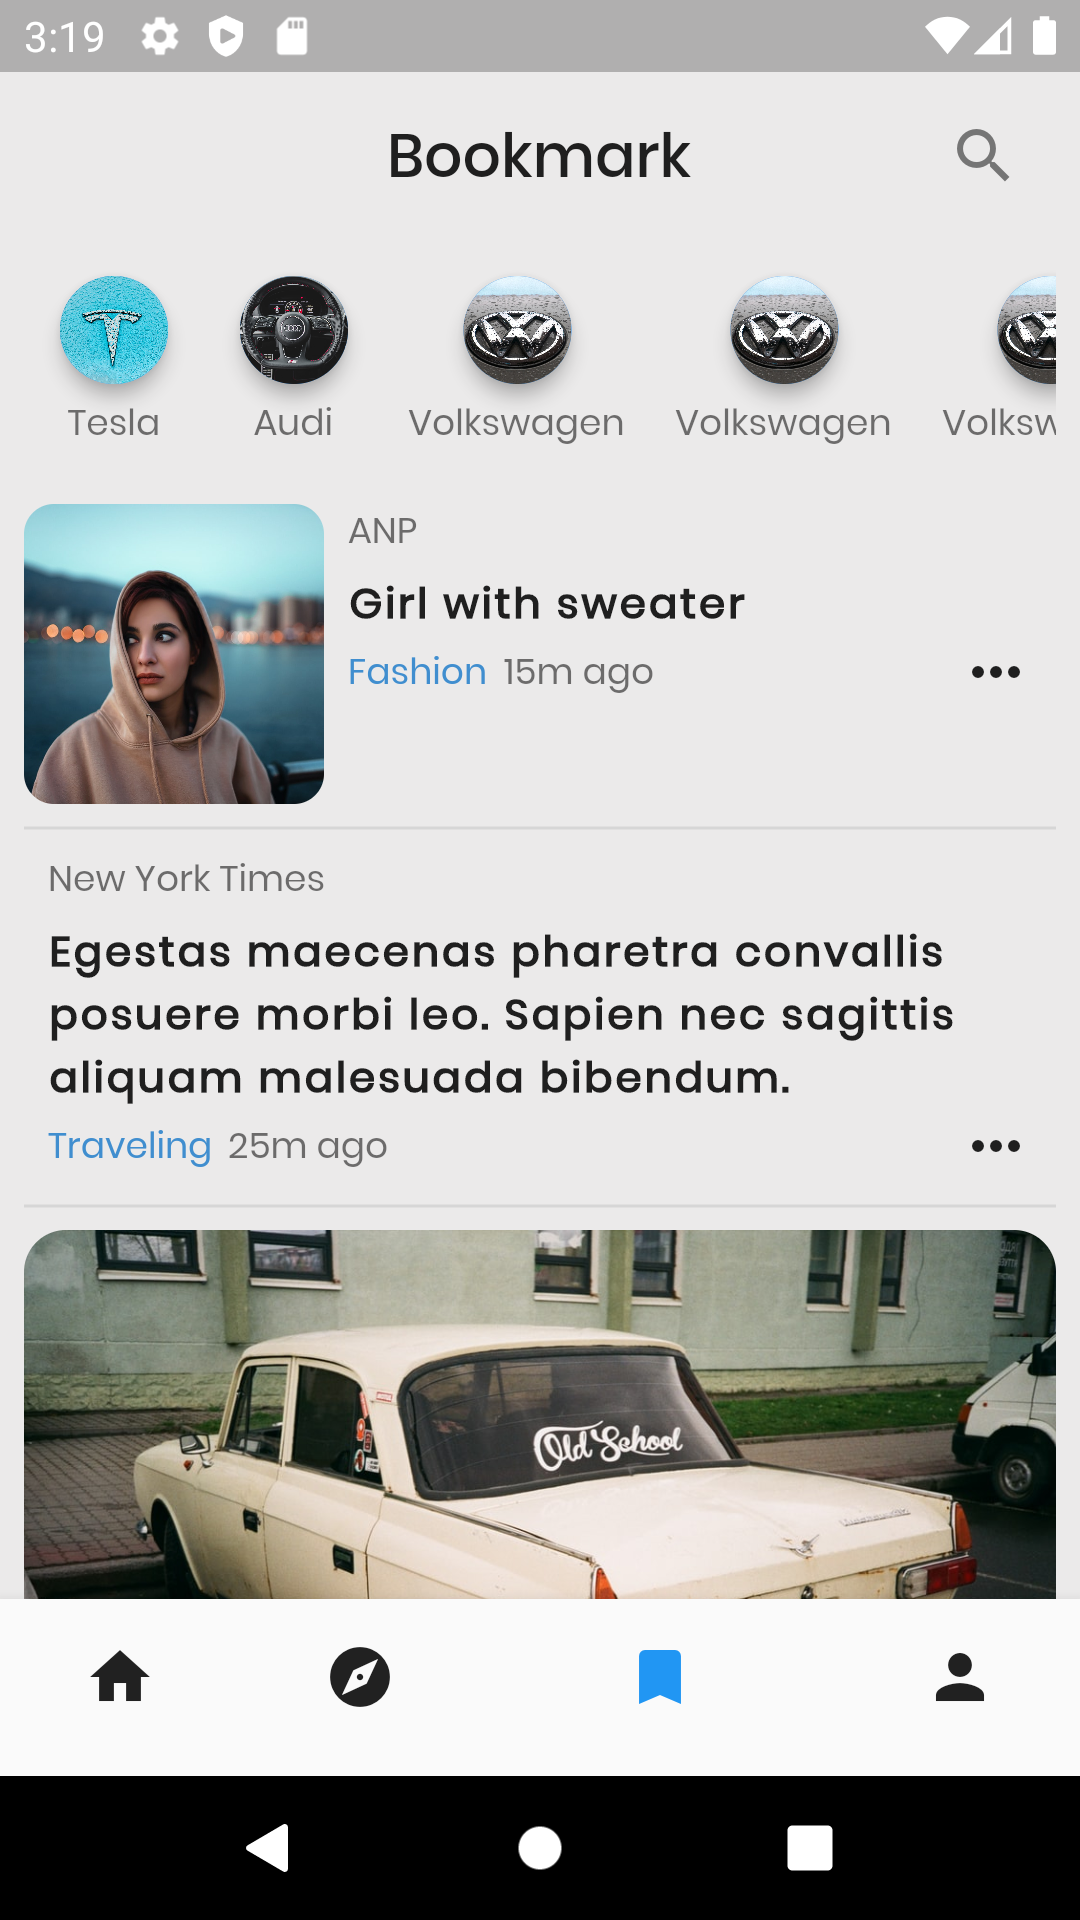 3:19
Bookmark
Tesla
Audi
Volkswagen
Volkswagen
Volksw
ANP
Girl with sweater
Fashion 15m ago
New York Times
Egestas maecenas pharetra convallis
posuere morbi leo. Sapien nec sagittis
aliquam malesuada bibendum.
Traveling 25m ago
Old School